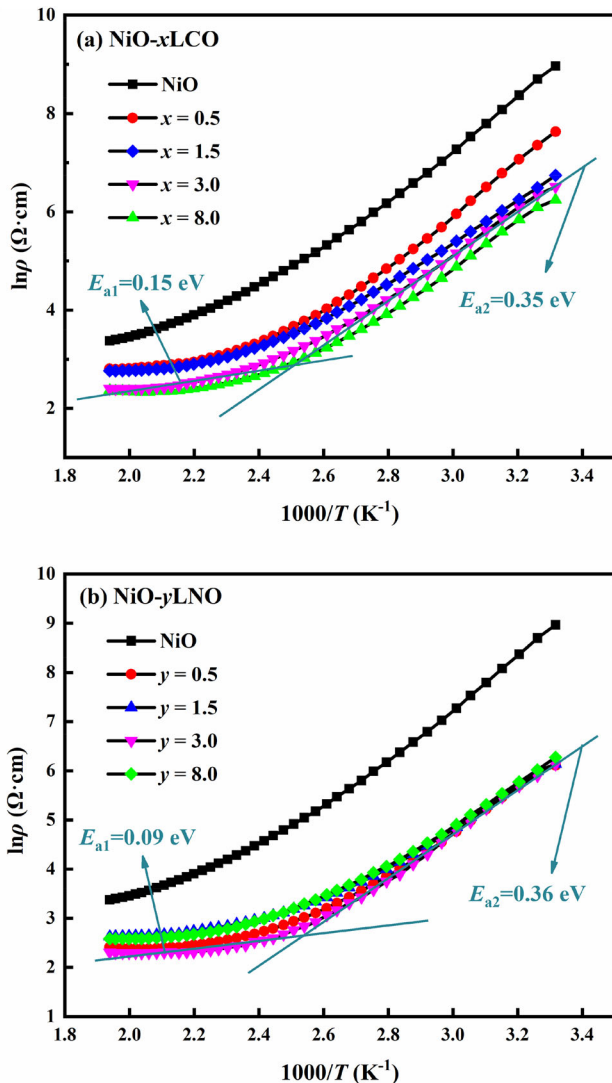 (a) NiO-xLCO
NiO
x = 0.5
x = 1.5
x = 3.0
x = 8.0
Ea1=0.15 eV
Ea2=0.35 eV
lnρ (Ω·cm)
10
8
6
4
2
1.8 2.0 2.2 2.4 2.6 2.8 3.0 3.2 3.4
1000/T (K-1)
(b) NiO-yLNO
NiO
y = 0.5
y = 1.5
y = 3.0
y = 8.0
Ea1=0.09 eV
Ea2=0.36 eV
lnρ (Ω·cm)
10
9
8
7
6
5
4
3
2
1
1.8 2.0 2.2 2.4 2.6 2.8 3.0 3.2 3.4
1000/T (K-1)